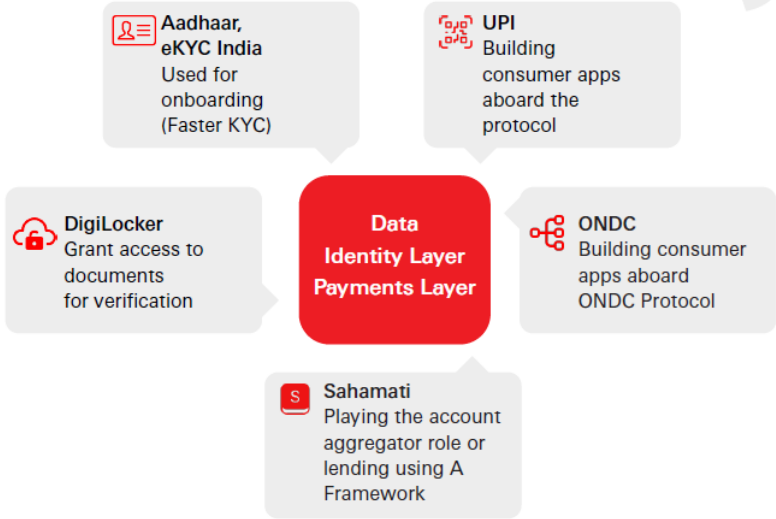 Aadhaar,
eKYC India
Used for
onboarding
(Faster KYC)
UPI
Building
consumer apps
aboard the
protocol
DigiLocker
Grant access to
documents
for verification
Data
Identity Layer
Payments Layer
ONDC
Building consumer
apps aboard
ONDC Protocol
S
Sahamati
Playing the account
aggregator role or
lending using A
Framework